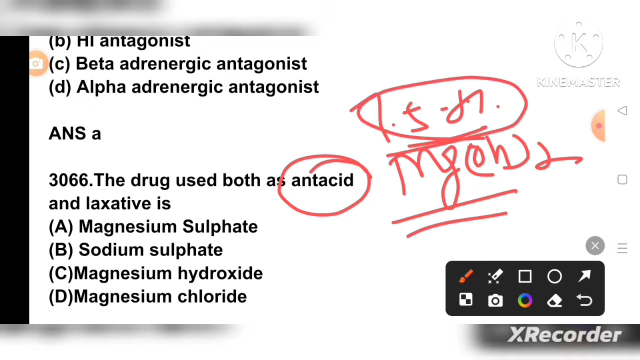 (b) HI antagonist
(c) Beta adrenergic antagonist
(d) Alpha adrenergic antagonist
ANS a
3066.The drug used both as antacid
and laxative is
(A) Magnesium Sulphate
(B) Sodium sulphate
(C)Magnesium hydroxide
(D)Magnesium chloride
Mg(OH)2
KINEMASTER
XRecorder